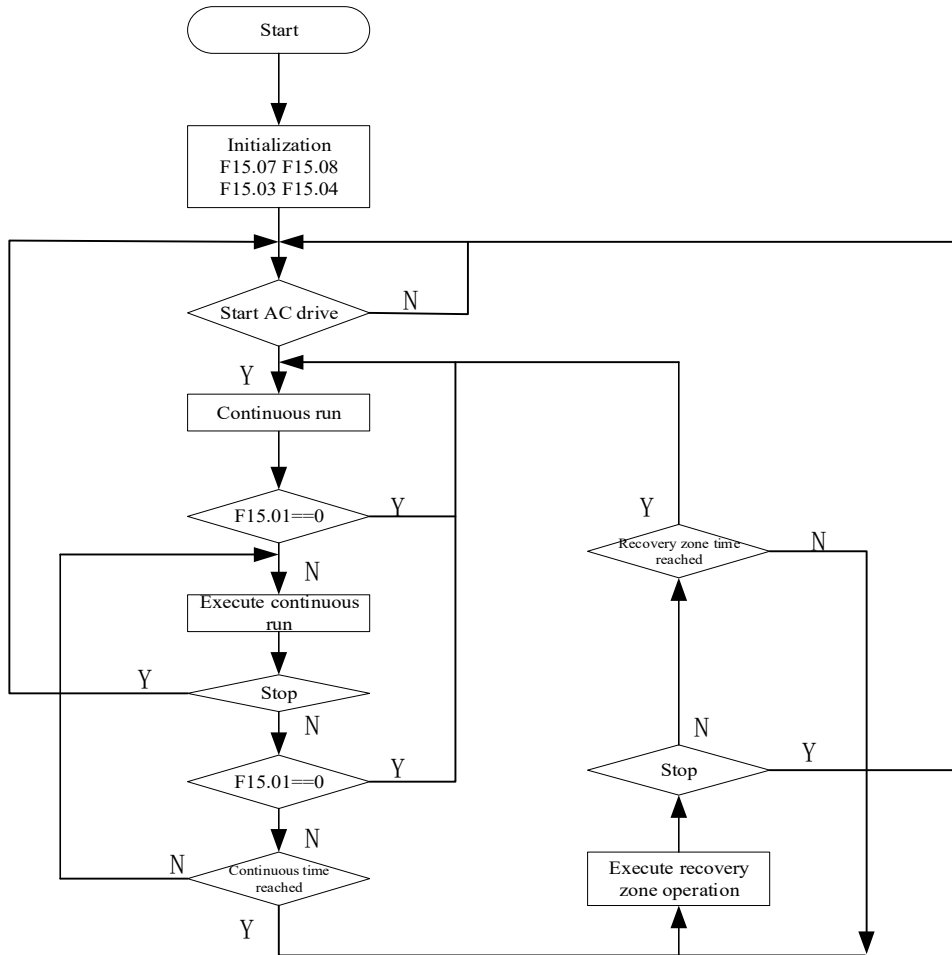 Start
Initialization
F15.07 F15.08
F15.03 F15.04
Start AC drive
N
Y
Continuous run
F15.01==0
Y
N
Execute continuous
run
Y
Stop
N
F15.01==0
Y
N
N
Continuous time
reached
Y
Y
Recovery zone time
reached
N
N
Stop
Y
Execute recovery
zone operation